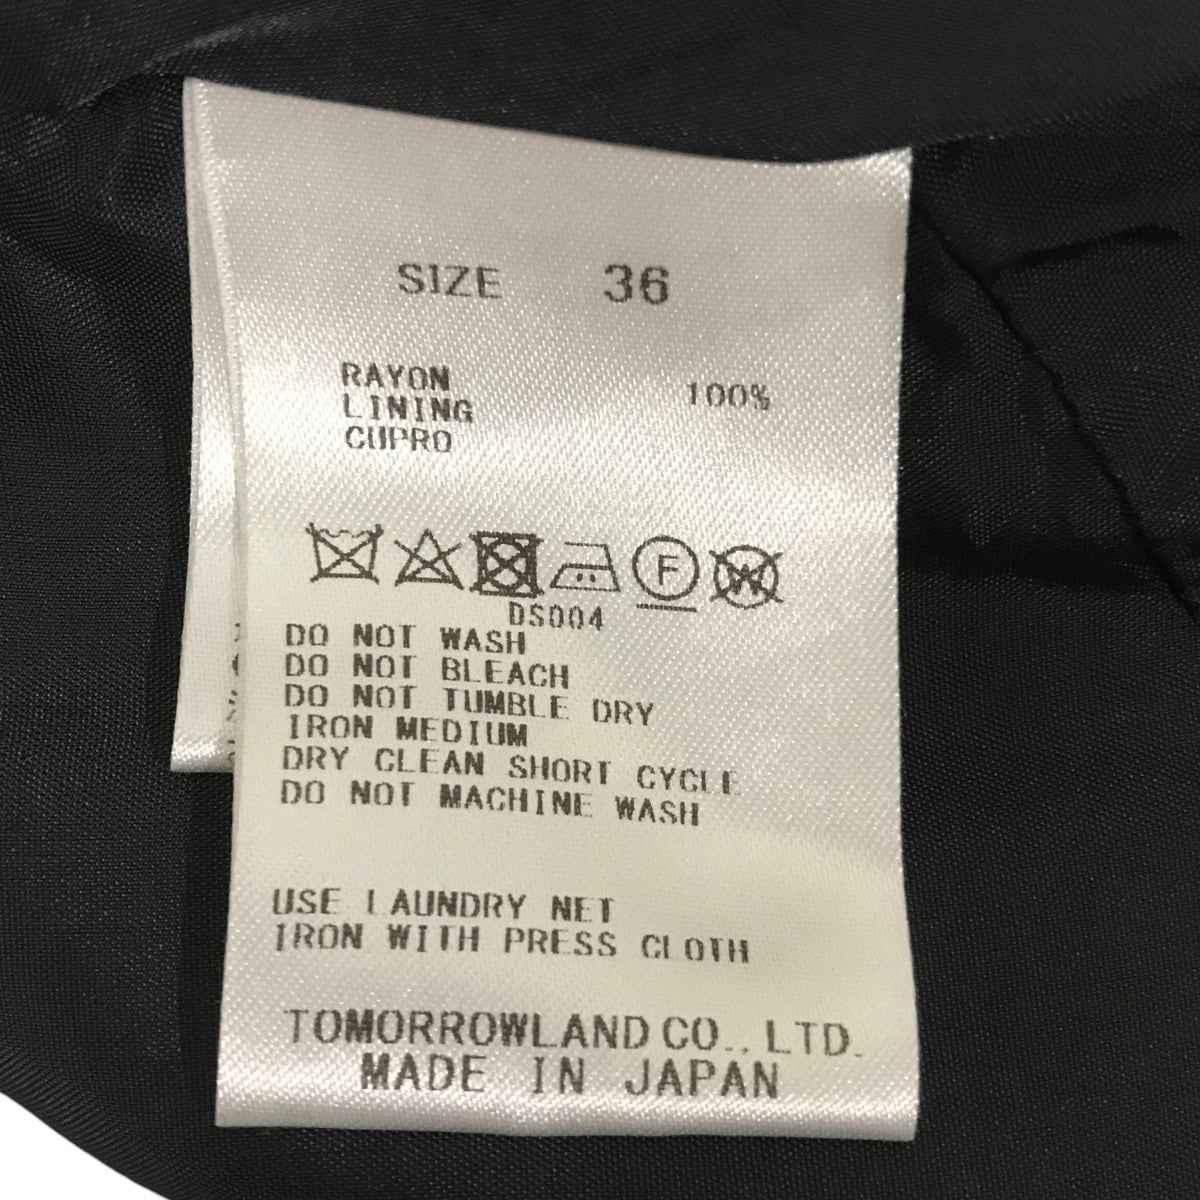 SIZE 36
RAYON 100%
LINING
CUPRO
F W
DS004
DO NOT WASH
DO NOT BLEACH
DO NOT TUMBLE DRY
IRON MEDIUM
DRY CLEAN SHORT CYCLE
DO NOT MACHINE WASH
USE LAUNDRY NET
IRON WITH PRESS CLOTH
TOMORROWLAND CO., LTD.
MADE IN JAPAN